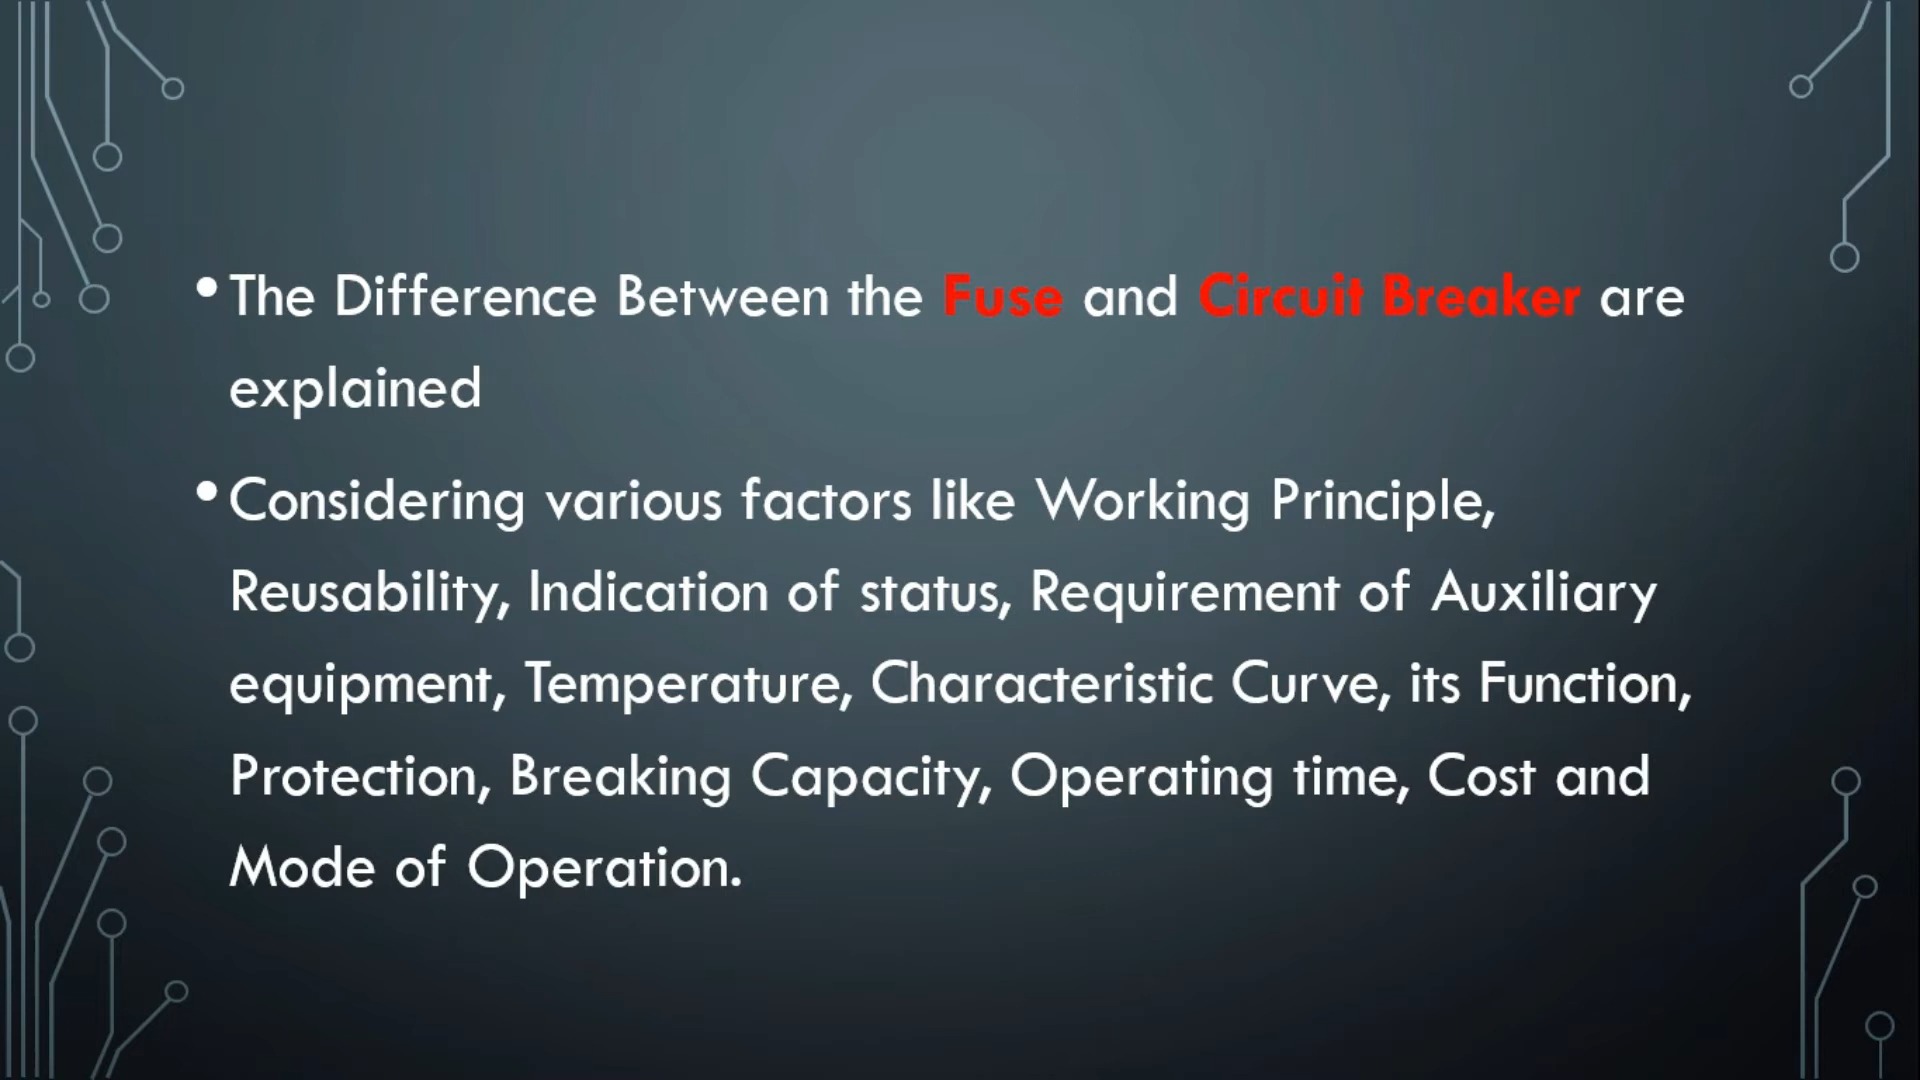 • The Difference Between the Fuse and Circuit Breaker are
explained
• Considering various factors like Working Principle,
Reusability, Indication of status, Requirement of Auxiliary
equipment, Temperature, Characteristic Curve, its Function,
Protection, Breaking Capacity, Operating time, Cost and
Mode of Operation.